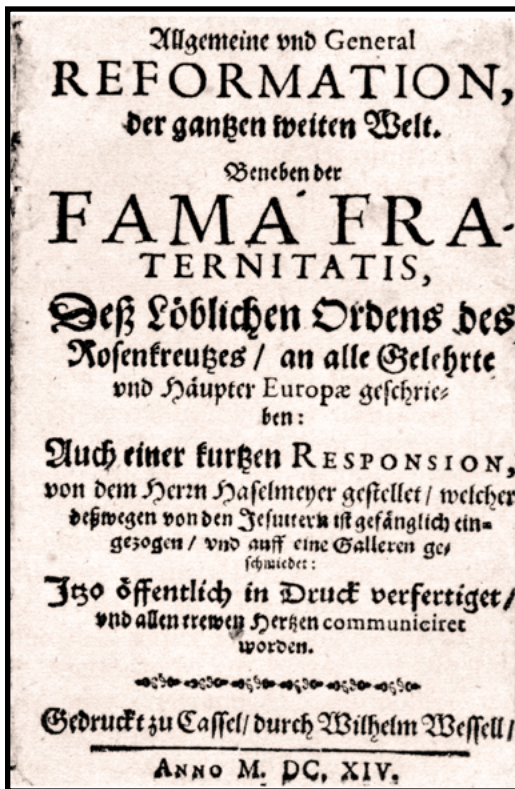 Allgemeine vnd General
REFORMATION,
der gantzen weiten Welt.
Beneben der
FAMA FRA-
TERNITATIS,
Deß Löblichen Ordens des
Rosenkreutzes / an alle Gelehrte
vnd Häupter Europæ geschrie-
ben:
Auch einer kurtzen RESPONSION,
von dem Herrn Haselmeyer gestellet / welcher
deßwegen von den Jesuitern ist gefänglich ein-
gezogen / vnd auff eine Galleren ge-
schmiedet:
Itzo öffentlich in Druck verfertiget /
vnd allen trewen Hertzen communiciret
worden.
Gedruckt zu Cassel / durch Wilhelm Wessell /
ANNO M. DC. XIV.